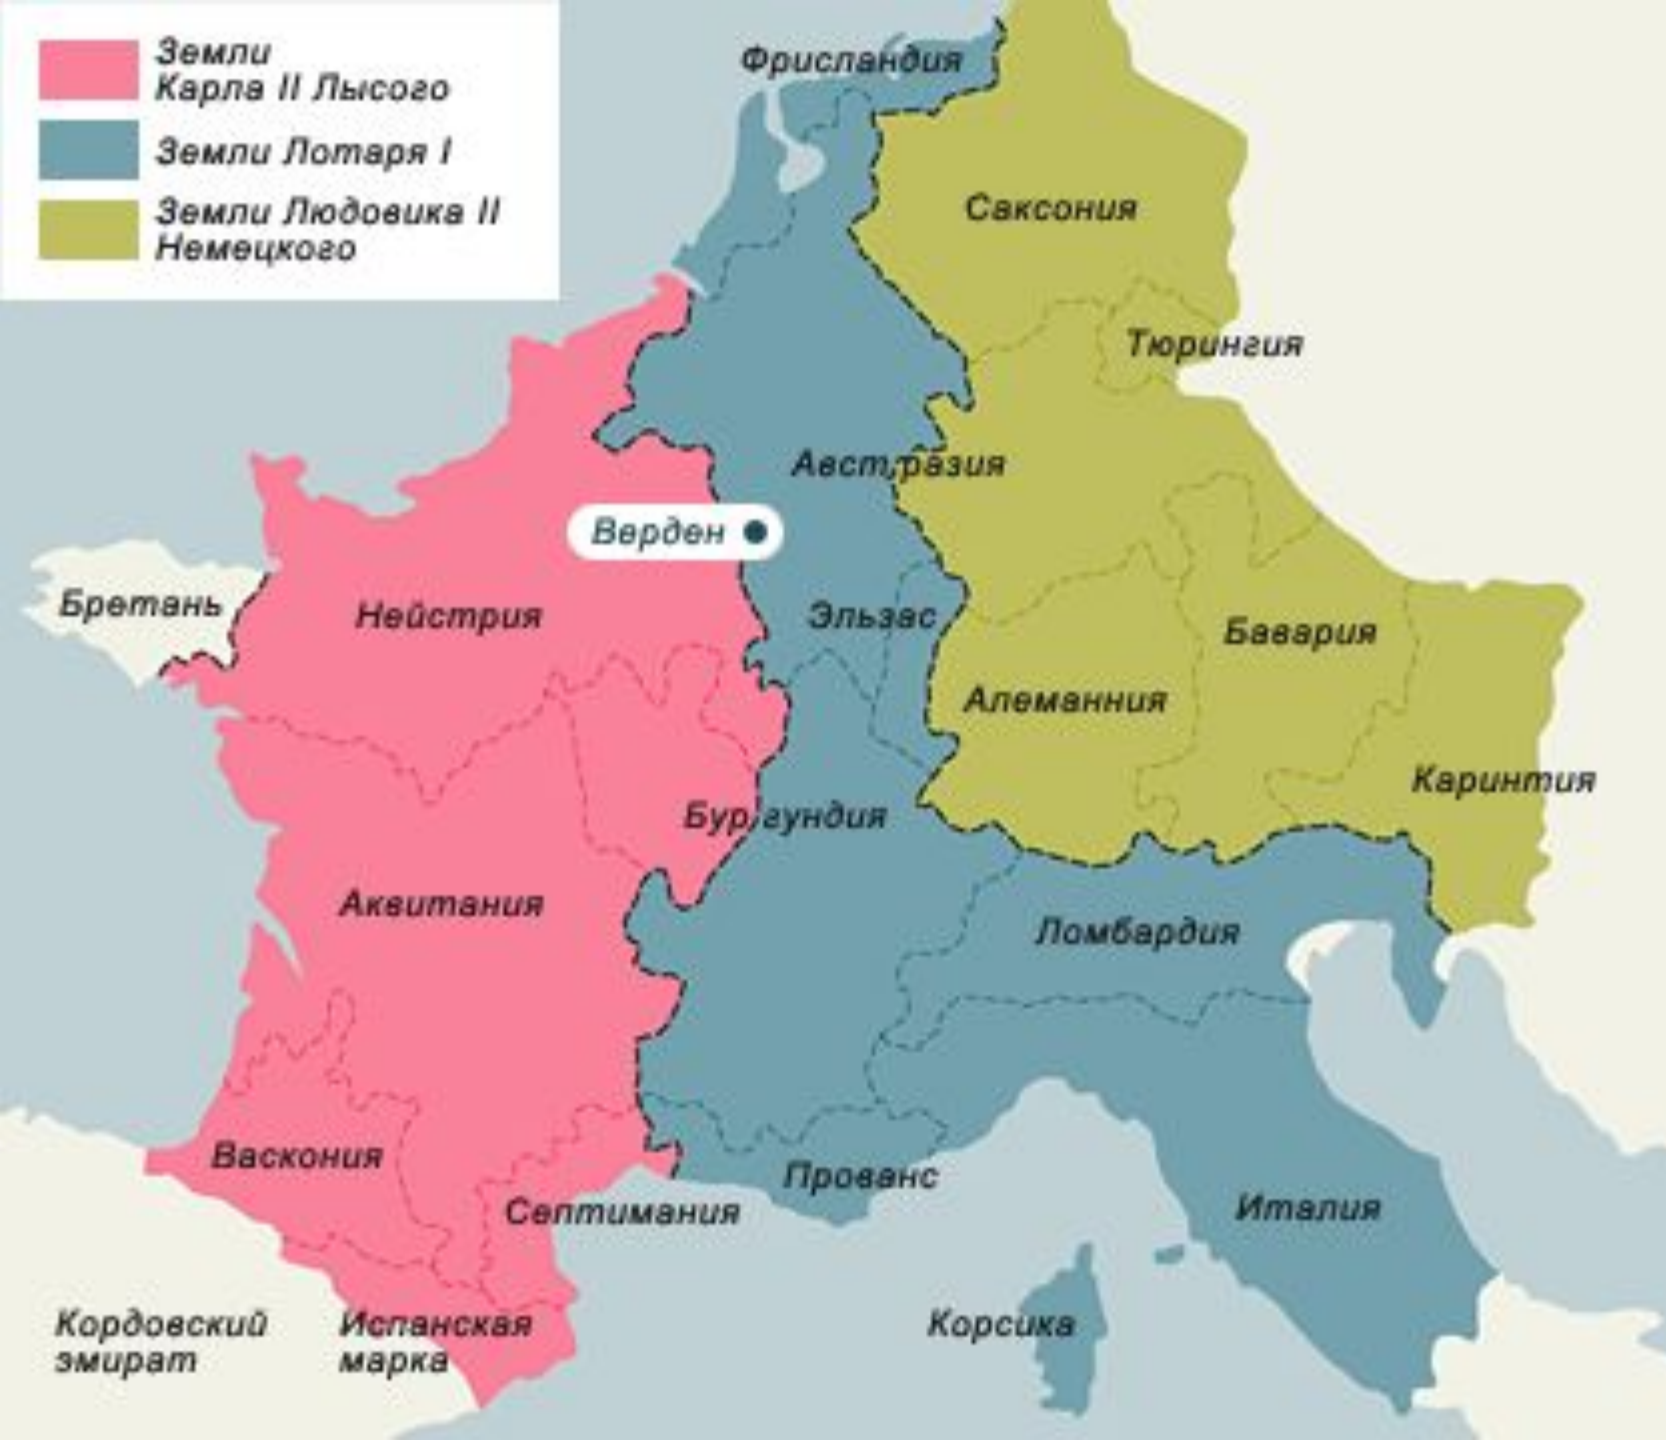 Земли
Карла II Лысого
Земли Лотаря I
Земли Людовика II
Немецкого
Фрисландия
Саксония
Тюрингия
Австразия
Верден
Бретань
Нейстрия
Эльзас
Бавария
Алеманния
Каринтия
Бургундия
Аквитания
Ломбардия
Васкония
Прованс
Септимания
Италия
Кордовский
эмират
Испанская
марка
Корсика